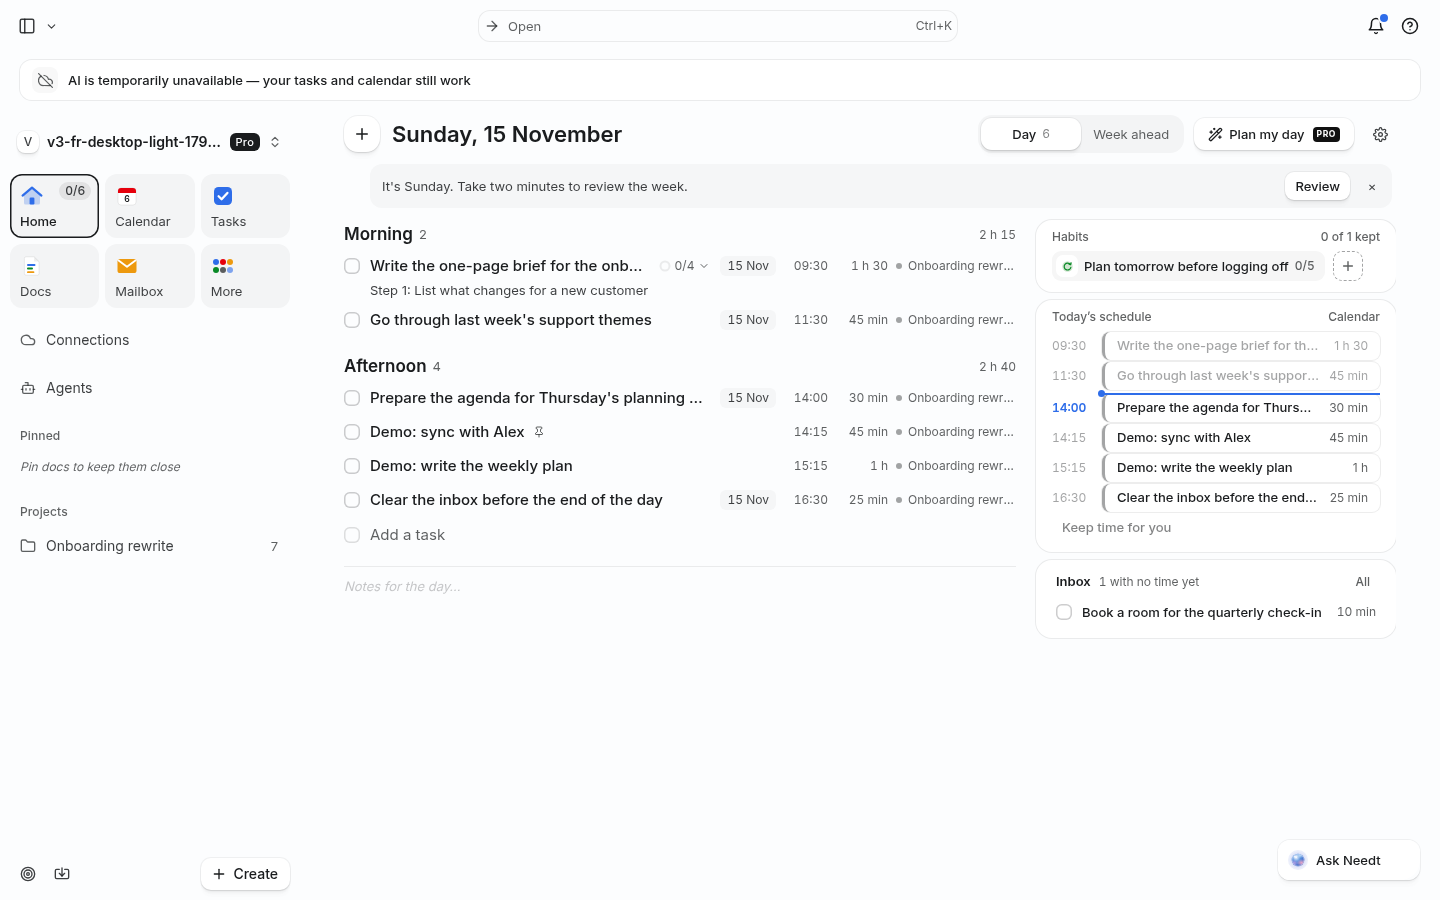 Open
Ctrl+K
AI is temporarily unavailable — your tasks and calendar still work
V
v3-fr-desktop-light-179...
Pro
0/6
Home
6
Calendar
Tasks
Docs
Mailbox
More
Connections
Agents
Pinned
Pin docs to keep them close
Projects
Onboarding rewrite
7
Create
Sunday, 15 November
Day 6
Week ahead
Plan my day PRO
It's Sunday. Take two minutes to review the week.
Review
×
Morning 2
2 h 15
Write the one-page brief for the onb... 0/4 15 Nov 09:30 1 h 30 Onboarding rewr...
Step 1: List what changes for a new customer
Go through last week's support themes 15 Nov 11:30 45 min Onboarding rewr...
Afternoon 4
2 h 40
Prepare the agenda for Thursday's planning ... 15 Nov 14:00 30 min Onboarding rewr...
Demo: sync with Alex 14:15 45 min Onboarding rewr...
Demo: write the weekly plan 15:15 1 h Onboarding rewr...
Clear the inbox before the end of the day 15 Nov 16:30 25 min Onboarding rewr...
Add a task
Notes for the day...
Habits
0 of 1 kept
Plan tomorrow before logging off 0/5
Today's schedule
Calendar
09:30 Write the one-page brief for th... 1 h 30
11:30 Go through last week's suppor... 45 min
14:00 Prepare the agenda for Thurs... 30 min
14:15 Demo: sync with Alex 45 min
15:15 Demo: write the weekly plan 1 h
16:30 Clear the inbox before the end... 25 min
Keep time for you
Inbox 1 with no time yet
All
Book a room for the quarterly check-in 10 min
Ask Needt